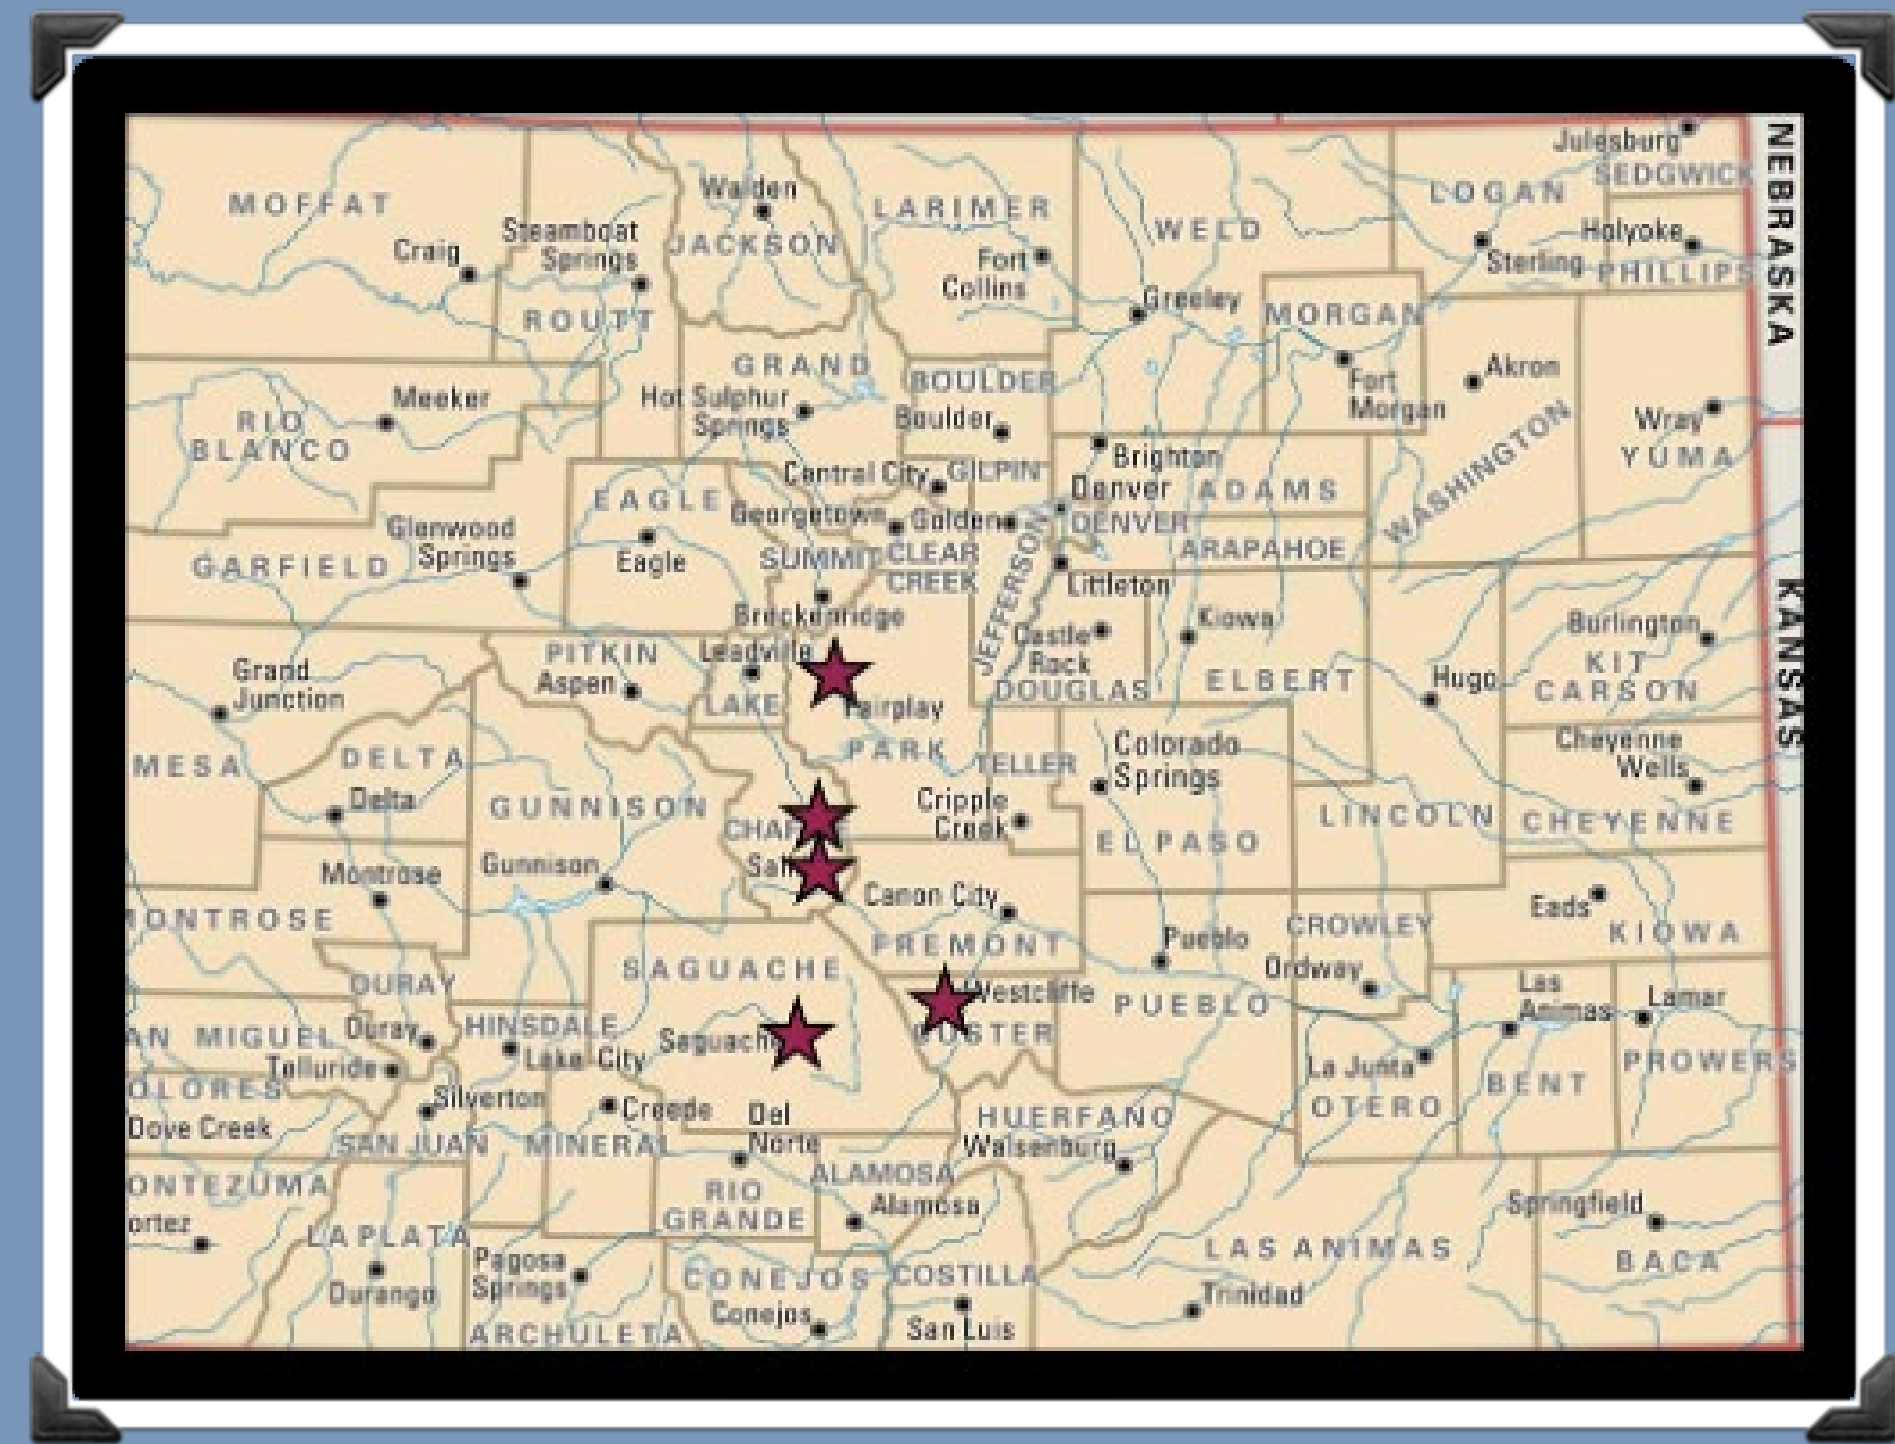 Julesburg
SEDGWICK
NEBRASKA
MOFFAT
Walden
LARIMER
LOGAN
Steamboat
Springs
Craig
JACKSON
WELD
Holyoke
Fort
Collins
Sterling
PHILLIPS
Greeley
ROUTT
MORGAN
GRAND
BOULDER
Akron
Fort
Morgan
Meeker
Hot Sulphur
Springs
Boulder
WASHINGTON
Wray
YUMA
RIO
BLANCO
Brighton
Central City
GILPIN
Denver
ADAMS
EAGLE
Georgetown
Golden
DENVER
Glenwood
Springs
Eagle
SUMMIT
CLEAR
CREEK
JEFFERSON
ARAPAHOE
GARFIELD
Littleton
KANSAS
Breckenridge
Castle
Rock
Kiowa
Burlington
PITKIN
Aspen
Leadville
LAKE
Grand
Junction
DOUGLAS
ELBERT
Hugo
KIT
CARSON
Fairplay
PARK
TELLER
Colorado
Springs
Cheyenne
Wells
MESA
DELTA
Delta
GUNNISON
Cripple
Creek
LINCOLN
CHEYENNE
EL PASO
Gunnison
Montrose
Canon City
Eads
KIOWA
ONTROSE
FREMONT
Pueblo
CROWLEY
Ordway
SAGUACHE
OURAY
Westcliffe
PUEBLO
Las
Animas
Lamar
AN MIGUEL
Ouray
HINSDALE
Lake City
Saguache
CUSTER
Telluride
La Junta
BENT
PROWERS
OLORES
Silverton
Creede
Del
Norte
HUERFANO
OTERO
Dove Creek
SAN JUAN
MINERAL
Walsenburg
ONTEZUMA
RIO
GRANDE
ALAMOSA
Alamosa
ortez
LA PLATA
Springfield
Pagosa
Springs
CONEJOS
COSTILLA
LAS ANIMAS
BACA
Durango
Conejos
San Luis
Trinidad
ARCHULETA